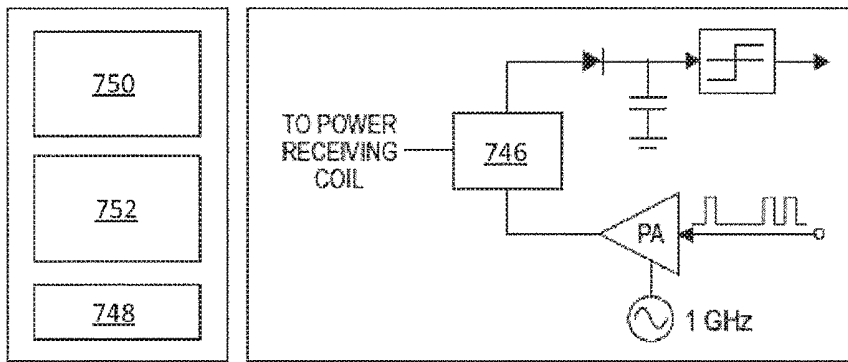 750
752
748
TO POWER
RECEIVING
COIL
746
PA
1 GHz